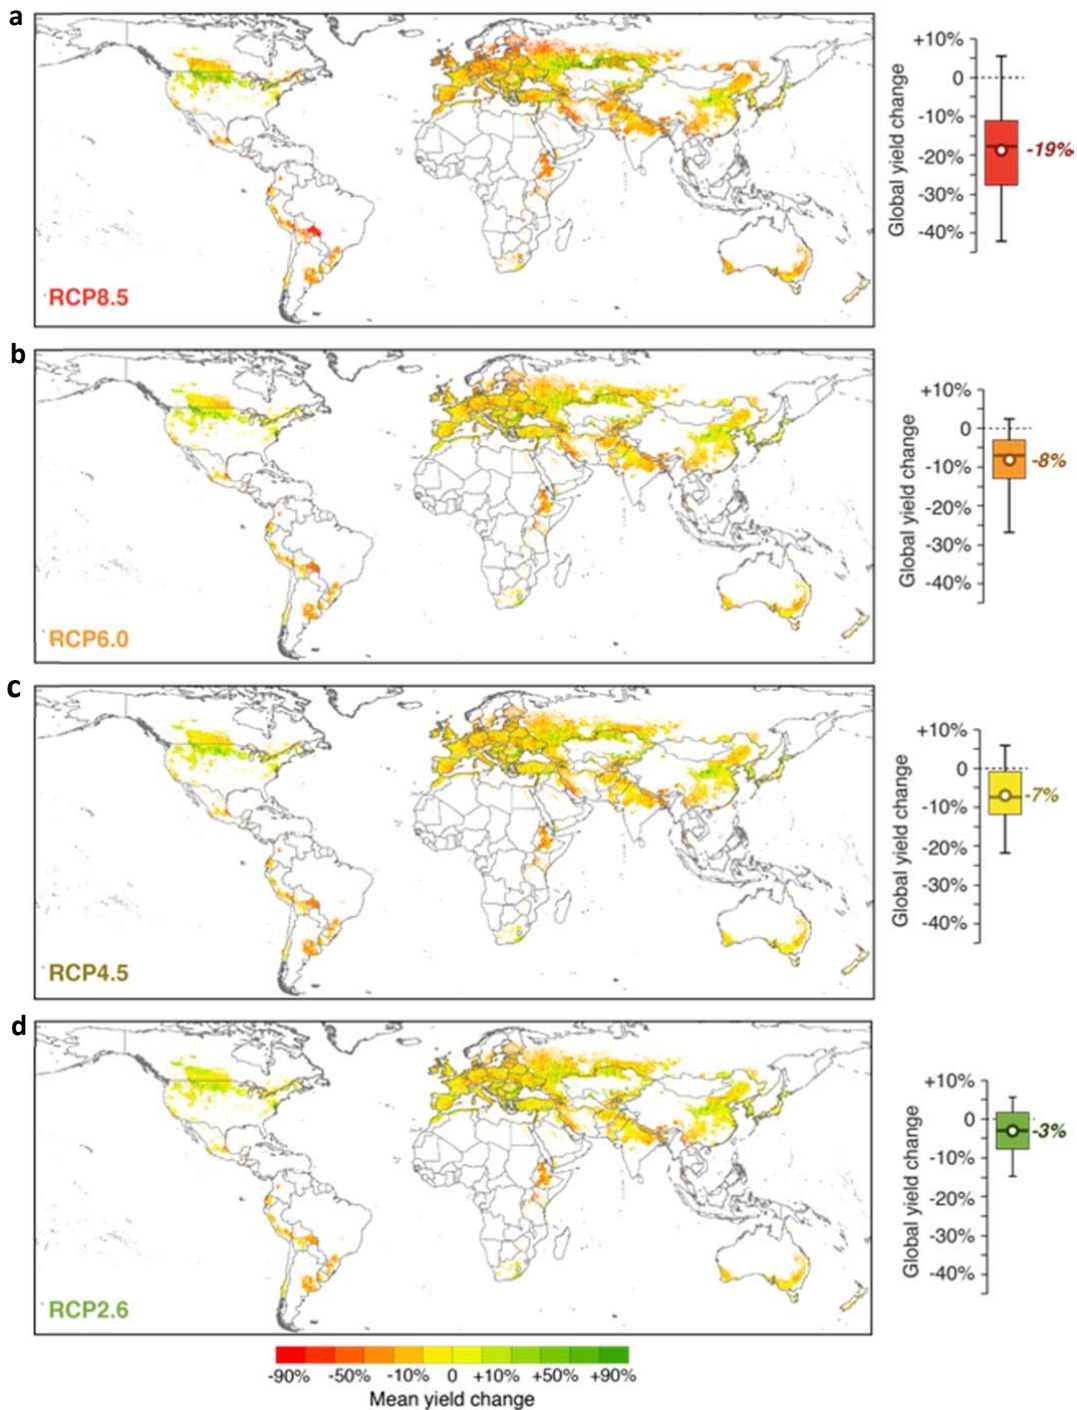 a
RCP8.5
Global yield change
+10%
0
-10%
-20%
-30%
-40%
-19%
b
RCP6.0
Global yield change
+10%
0
-10%
-20%
-30%
-40%
-8%
c
RCP4.5
Global yield change
+10%
0
-10%
-20%
-30%
-40%
-7%
d
RCP2.6
Global yield change
+10%
0
-10%
-20%
-30%
-40%
-3%
-90% -50% -10% 0 +10% +50% +90%
Mean yield change